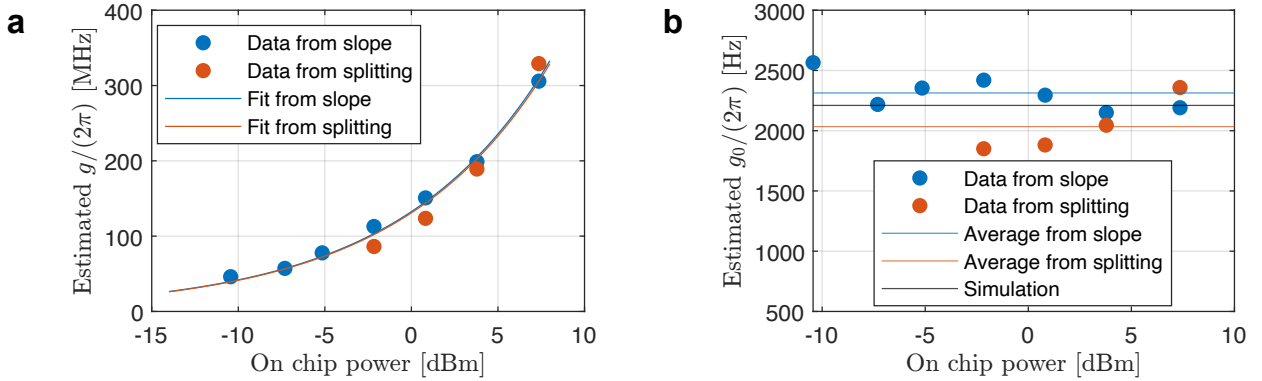 a
Estimated g/(2π) [MHz]
400
300
200
100
0
-15
-10
-5
0
5
10
On chip power [dBm]
Data from slope
Data from splitting
Fit from slope
Fit from splitting
b
Estimated g₀/(2π) [Hz]
3000
2500
2000
1500
1000
500
-10
-5
0
5
10
On chip power [dBm]
Data from slope
Data from splitting
Average from slope
Average from splitting
Simulation